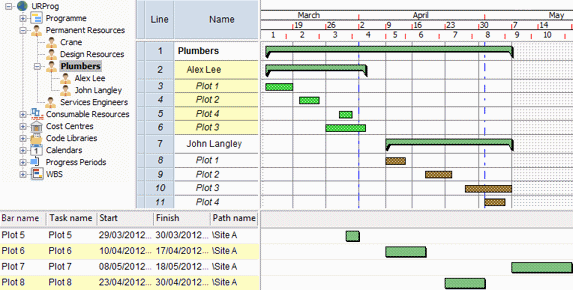 URProg
Programme
Permanent Resources
Crane
Design Resources
Plumbers
Alex Lee
John Langley
Services Engineers
Consumable Resources
Cost Centres
Code Libraries
Calendars
Progress Periods
WBS
Line Name
March April May
19 26 2 9 16 23 30 7
1 2 3 4 5 6 7 8 9 10
1 Plumbers
2 Alex Lee
3 Plot 1
4 Plot 2
5 Plot 4
6 Plot 3
7 John Langley
8 Plot 1
9 Plot 2
10 Plot 3
11 Plot 4
Bar name Task name Start Finish Path name
Plot 5 Plot 5 29/03/2012... 30/03/2012... \Site A
Plot 6 Plot 6 10/04/2012... 17/04/2012... \Site A
Plot 7 Plot 7 08/05/2012... 18/05/2012... \Site A
Plot 8 Plot 8 23/04/2012... 30/04/2012... \Site A